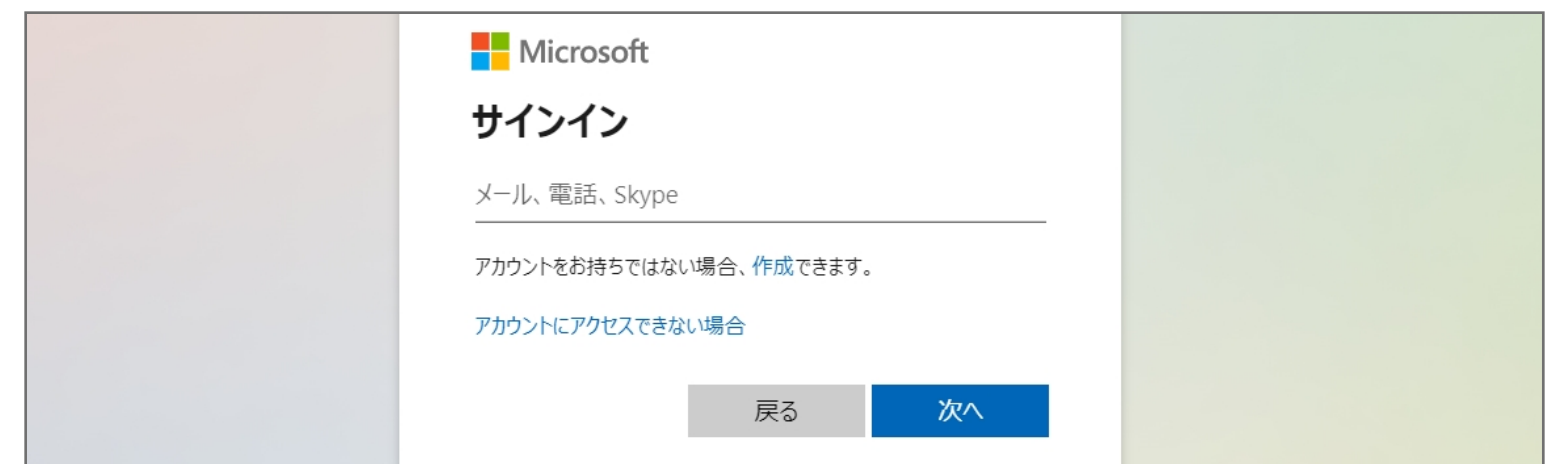 Microsoft
サインイン
メール、電話、Skype
アカウントをお持ちではない場合、作成できます。
アカウントにアクセスできない場合
戻る 次へ